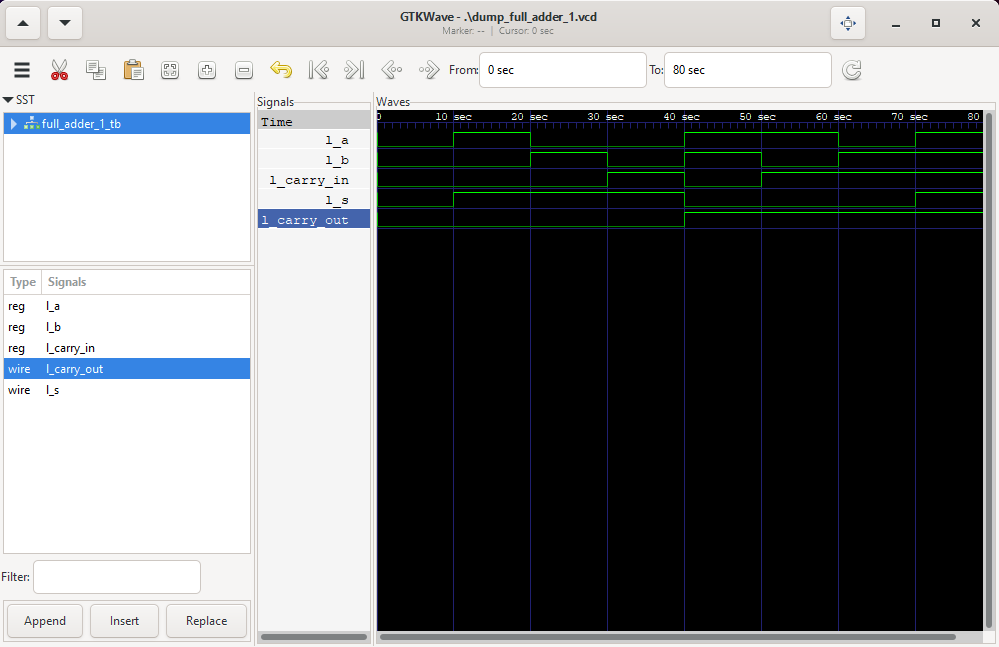 GTKWave - .\dump_full_adder_1.vcd
Marker: -- | Cursor: 0 sec
From: 0 sec To: 80 sec
SST
full_adder_1_tb
Type Signals
reg l_a
reg l_b
reg l_carry_in
wire l_carry_out
wire l_s
Filter:
Append Insert Replace
Signals
Time
l_a
l_b
l_carry_in
l_s
l_carry_out
Waves
0 10 sec 20 sec 30 sec 40 sec 50 sec 60 sec 70 sec 80